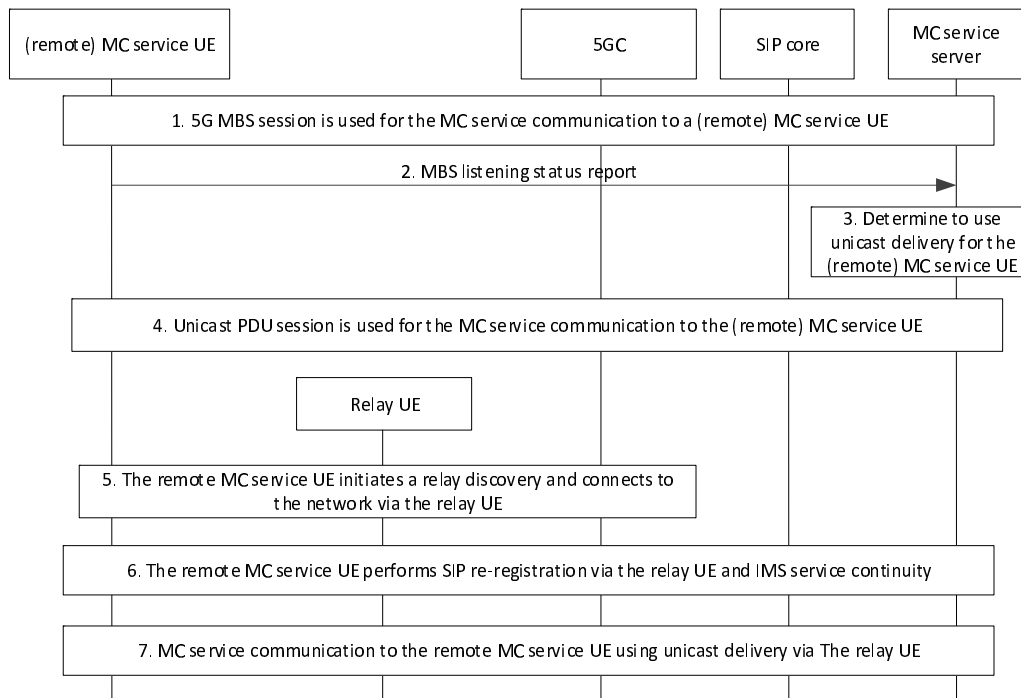 (remote) MC service UE
5GC
SIP core
MC service
server
1. 5G MBS session is used for the MC service communication to a (remote) MC service UE
2. MBS listening status report
3. Determine to use
unicast delivery for the
(remote) MC service UE
4. Unicast PDU session is used for the MC service communication to the (remote) MC service UE
Relay UE
5. The remote MC service UE initiates a relay discovery and connects to
the network via the relay UE
6. The remote MC service UE performs SIP re-registration via the relay UE and IMS service continuity
7. MC service communication to the remote MC service UE using unicast delivery via The relay UE